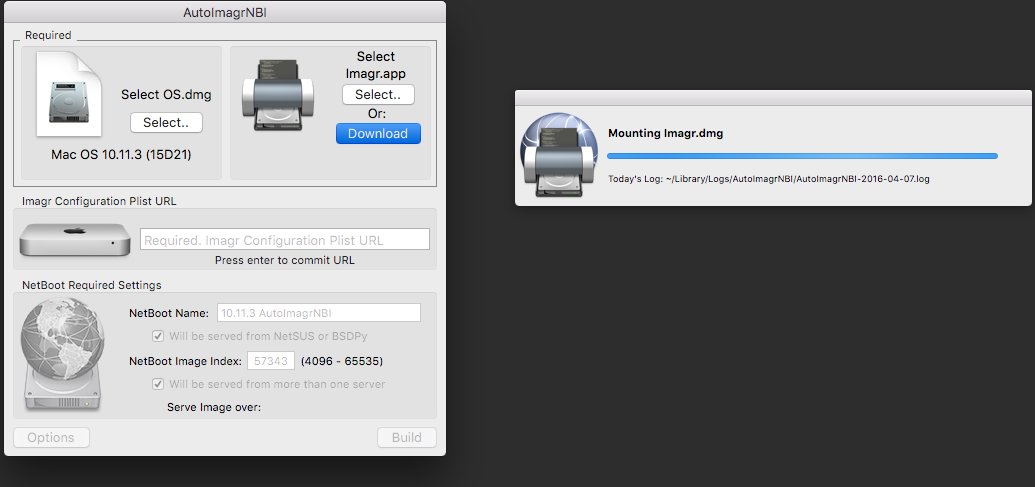 AutoImagrNBI
Required
Select OS.dmg
Select..
Mac OS 10.11.3 (15D21)
Select
Imagr.app
Select..
Or:
Download
Imagr Configuration Plist URL
Required. Imagr Configuration Plist URL
Press enter to commit URL
NetBoot Required Settings
NetBoot Name: 10.11.3 AutoImagrNBI
Will be served from NetSUS or BSDPy
NetBoot Image Index: 57343 (4096 - 65535)
Will be served from more than one server
Serve Image over:
Options
Build
Mounting Imagr.dmg
Today's Log: ~/Library/Logs/AutoImagrNBI/AutoImagrNBI-2016-04-07.log